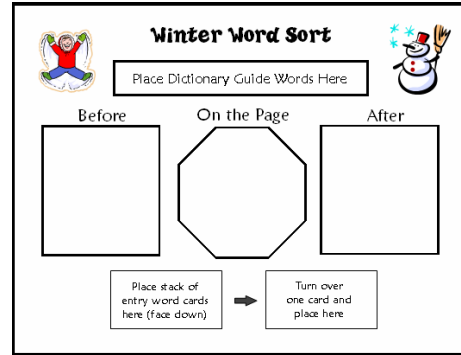 Winter Word Sort
Place Dictionary Guide Words Here
Before
On the Page
After
Place stack of
entry word cards
here (face down)
Turn over
one card and
place here